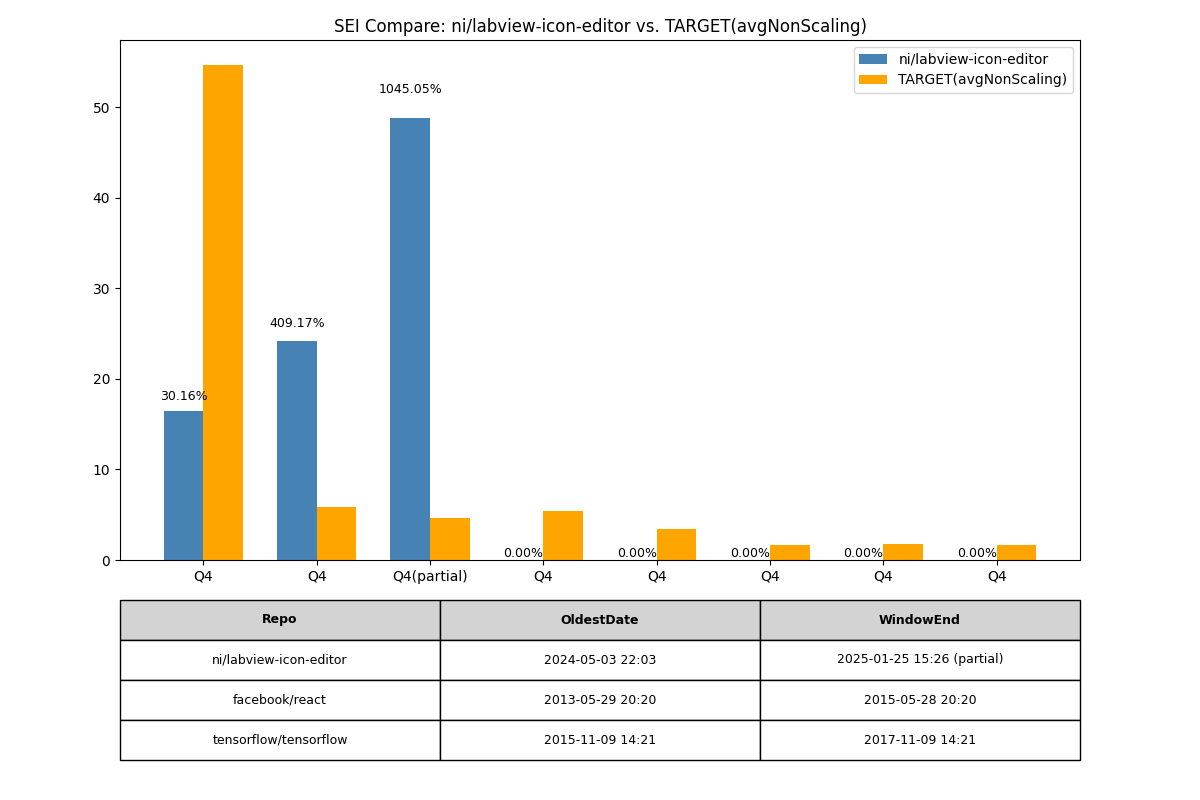 SEI Compare: ni/labview-icon-editor vs. TARGET(avgNonScaling)
ni/labview-icon-editor
TARGET(avgNonScaling)
50
40
30
20
10
0
30.16%
409.17%
1045.05%
0.00%
0.00%
0.00%
0.00%
0.00%
Q4 Q4 Q4(partial) Q4 Q4 Q4 Q4 Q4
Repo OldestDate WindowEnd
ni/labview-icon-editor 2024-05-03 22:03 2025-01-25 15:26 (partial)
facebook/react 2013-05-29 20:20 2015-05-28 20:20
tensorflow/tensorflow 2015-11-09 14:21 2017-11-09 14:21